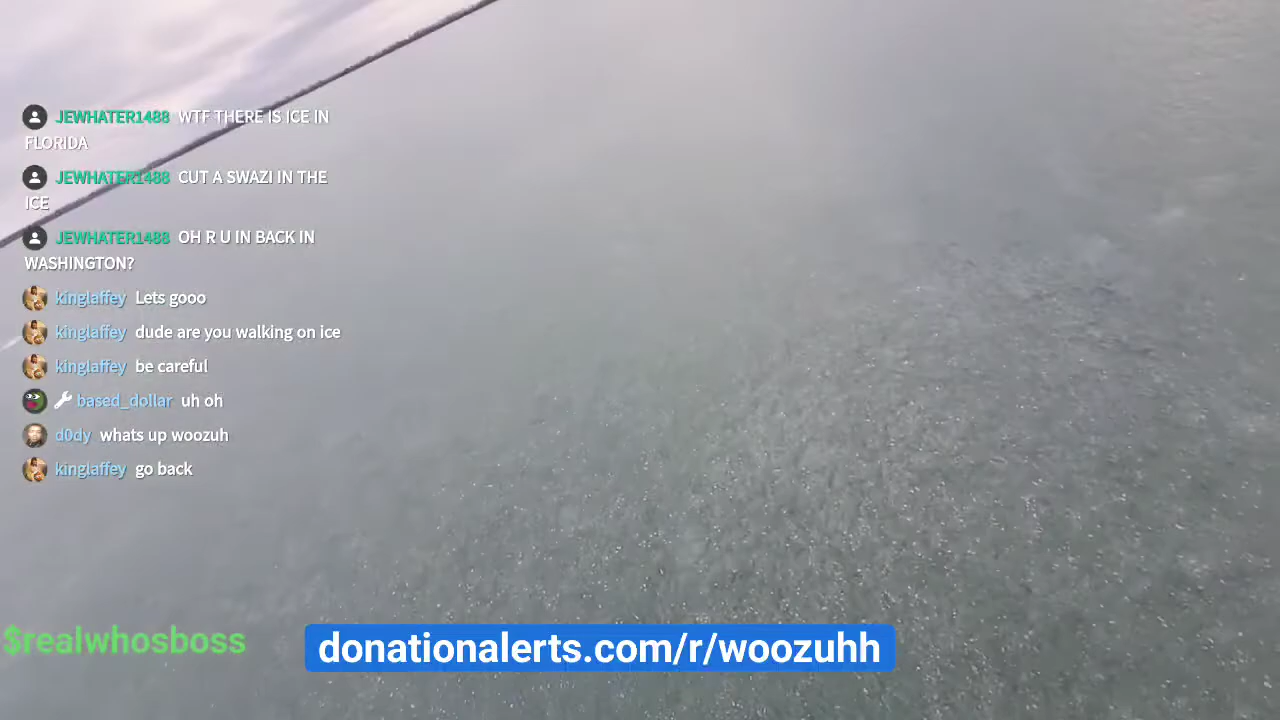 JEWHATER1488 WTF THERE IS ICE IN
FLORIDA
JEWHATER1488 CUT A SWAZI IN THE
ICE
JEWHATER1488 OH R U IN BACK IN
WASHINGTON?
kinglaffey Lets gooo
kinglaffey dude are you walking on ice
kinglaffey be careful
based_dollar uh oh
d0dy whats up woozuh
kinglaffey go back
$realwhosboss
donationalerts.com/r/woozuhh